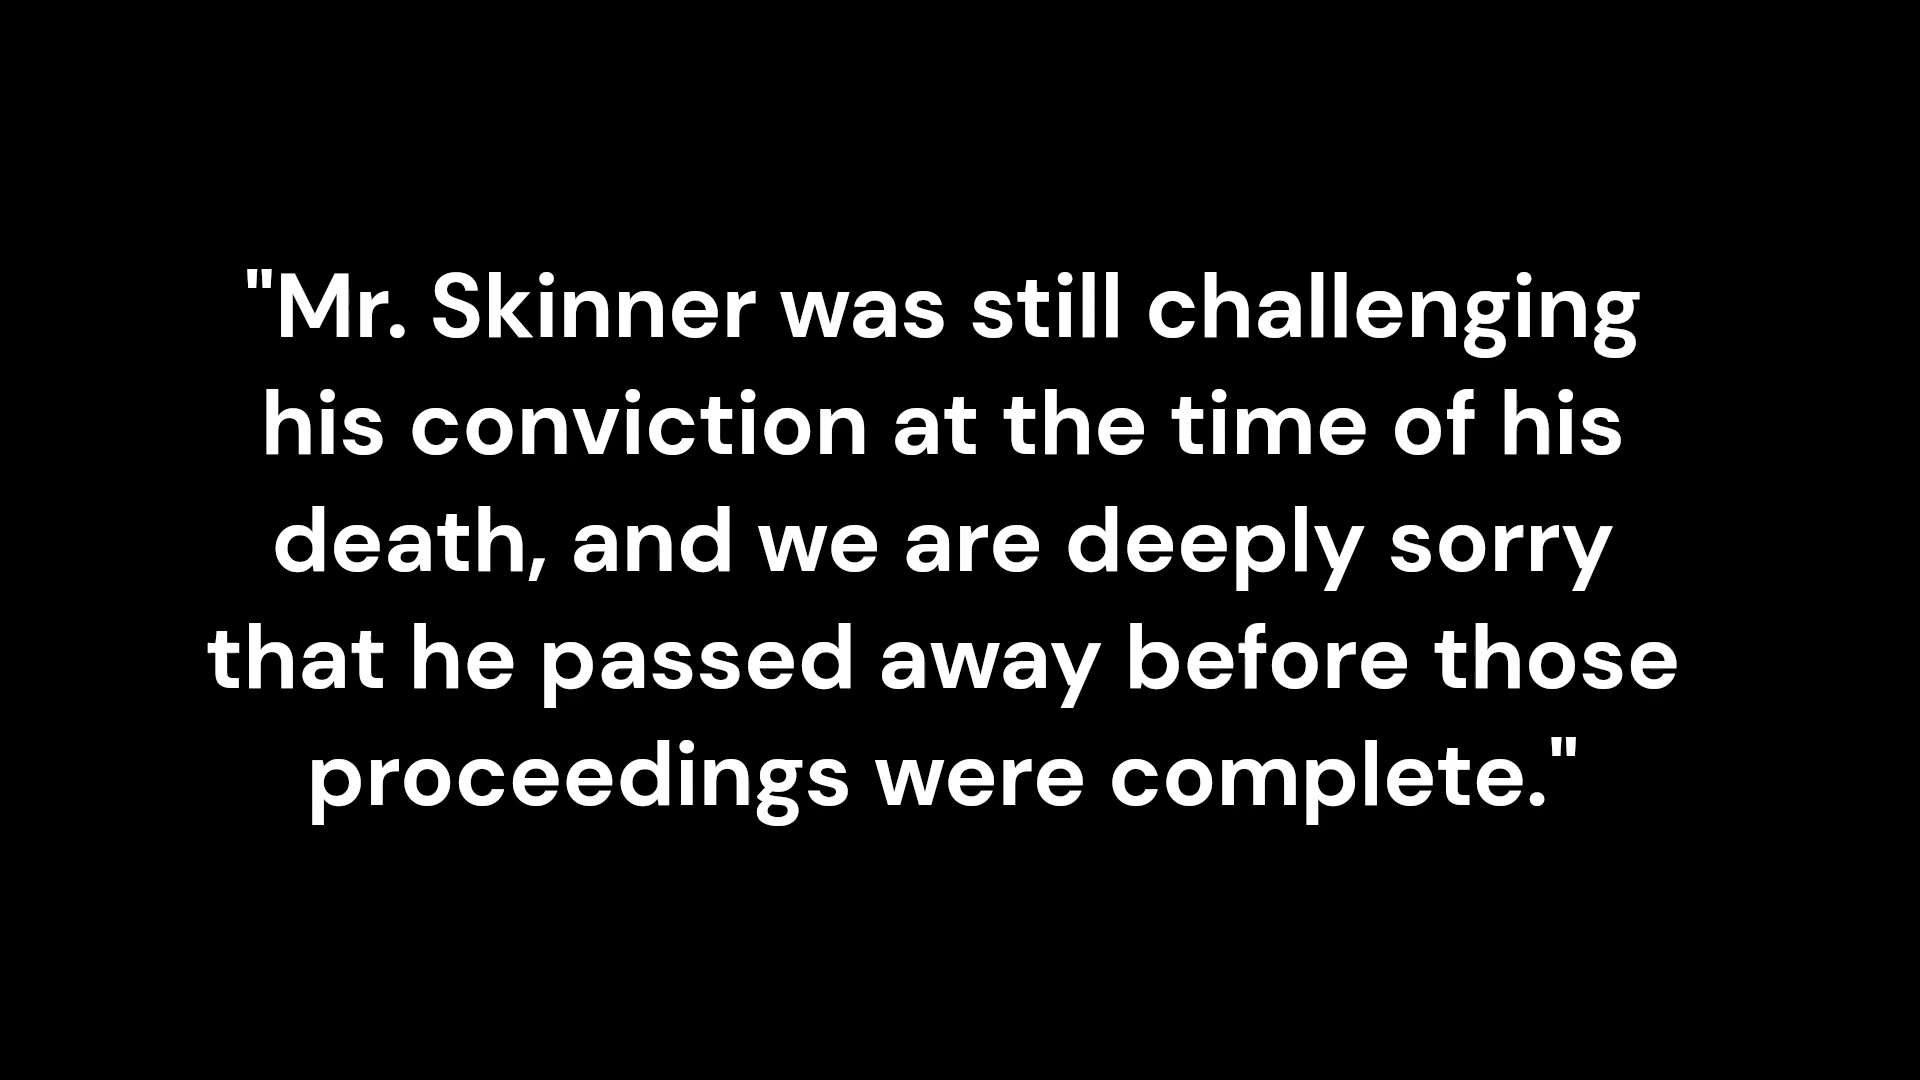 "Mr. Skinner was still challenging
his conviction at the time of his
death, and we are deeply sorry
that he passed away before those
proceedings were complete."